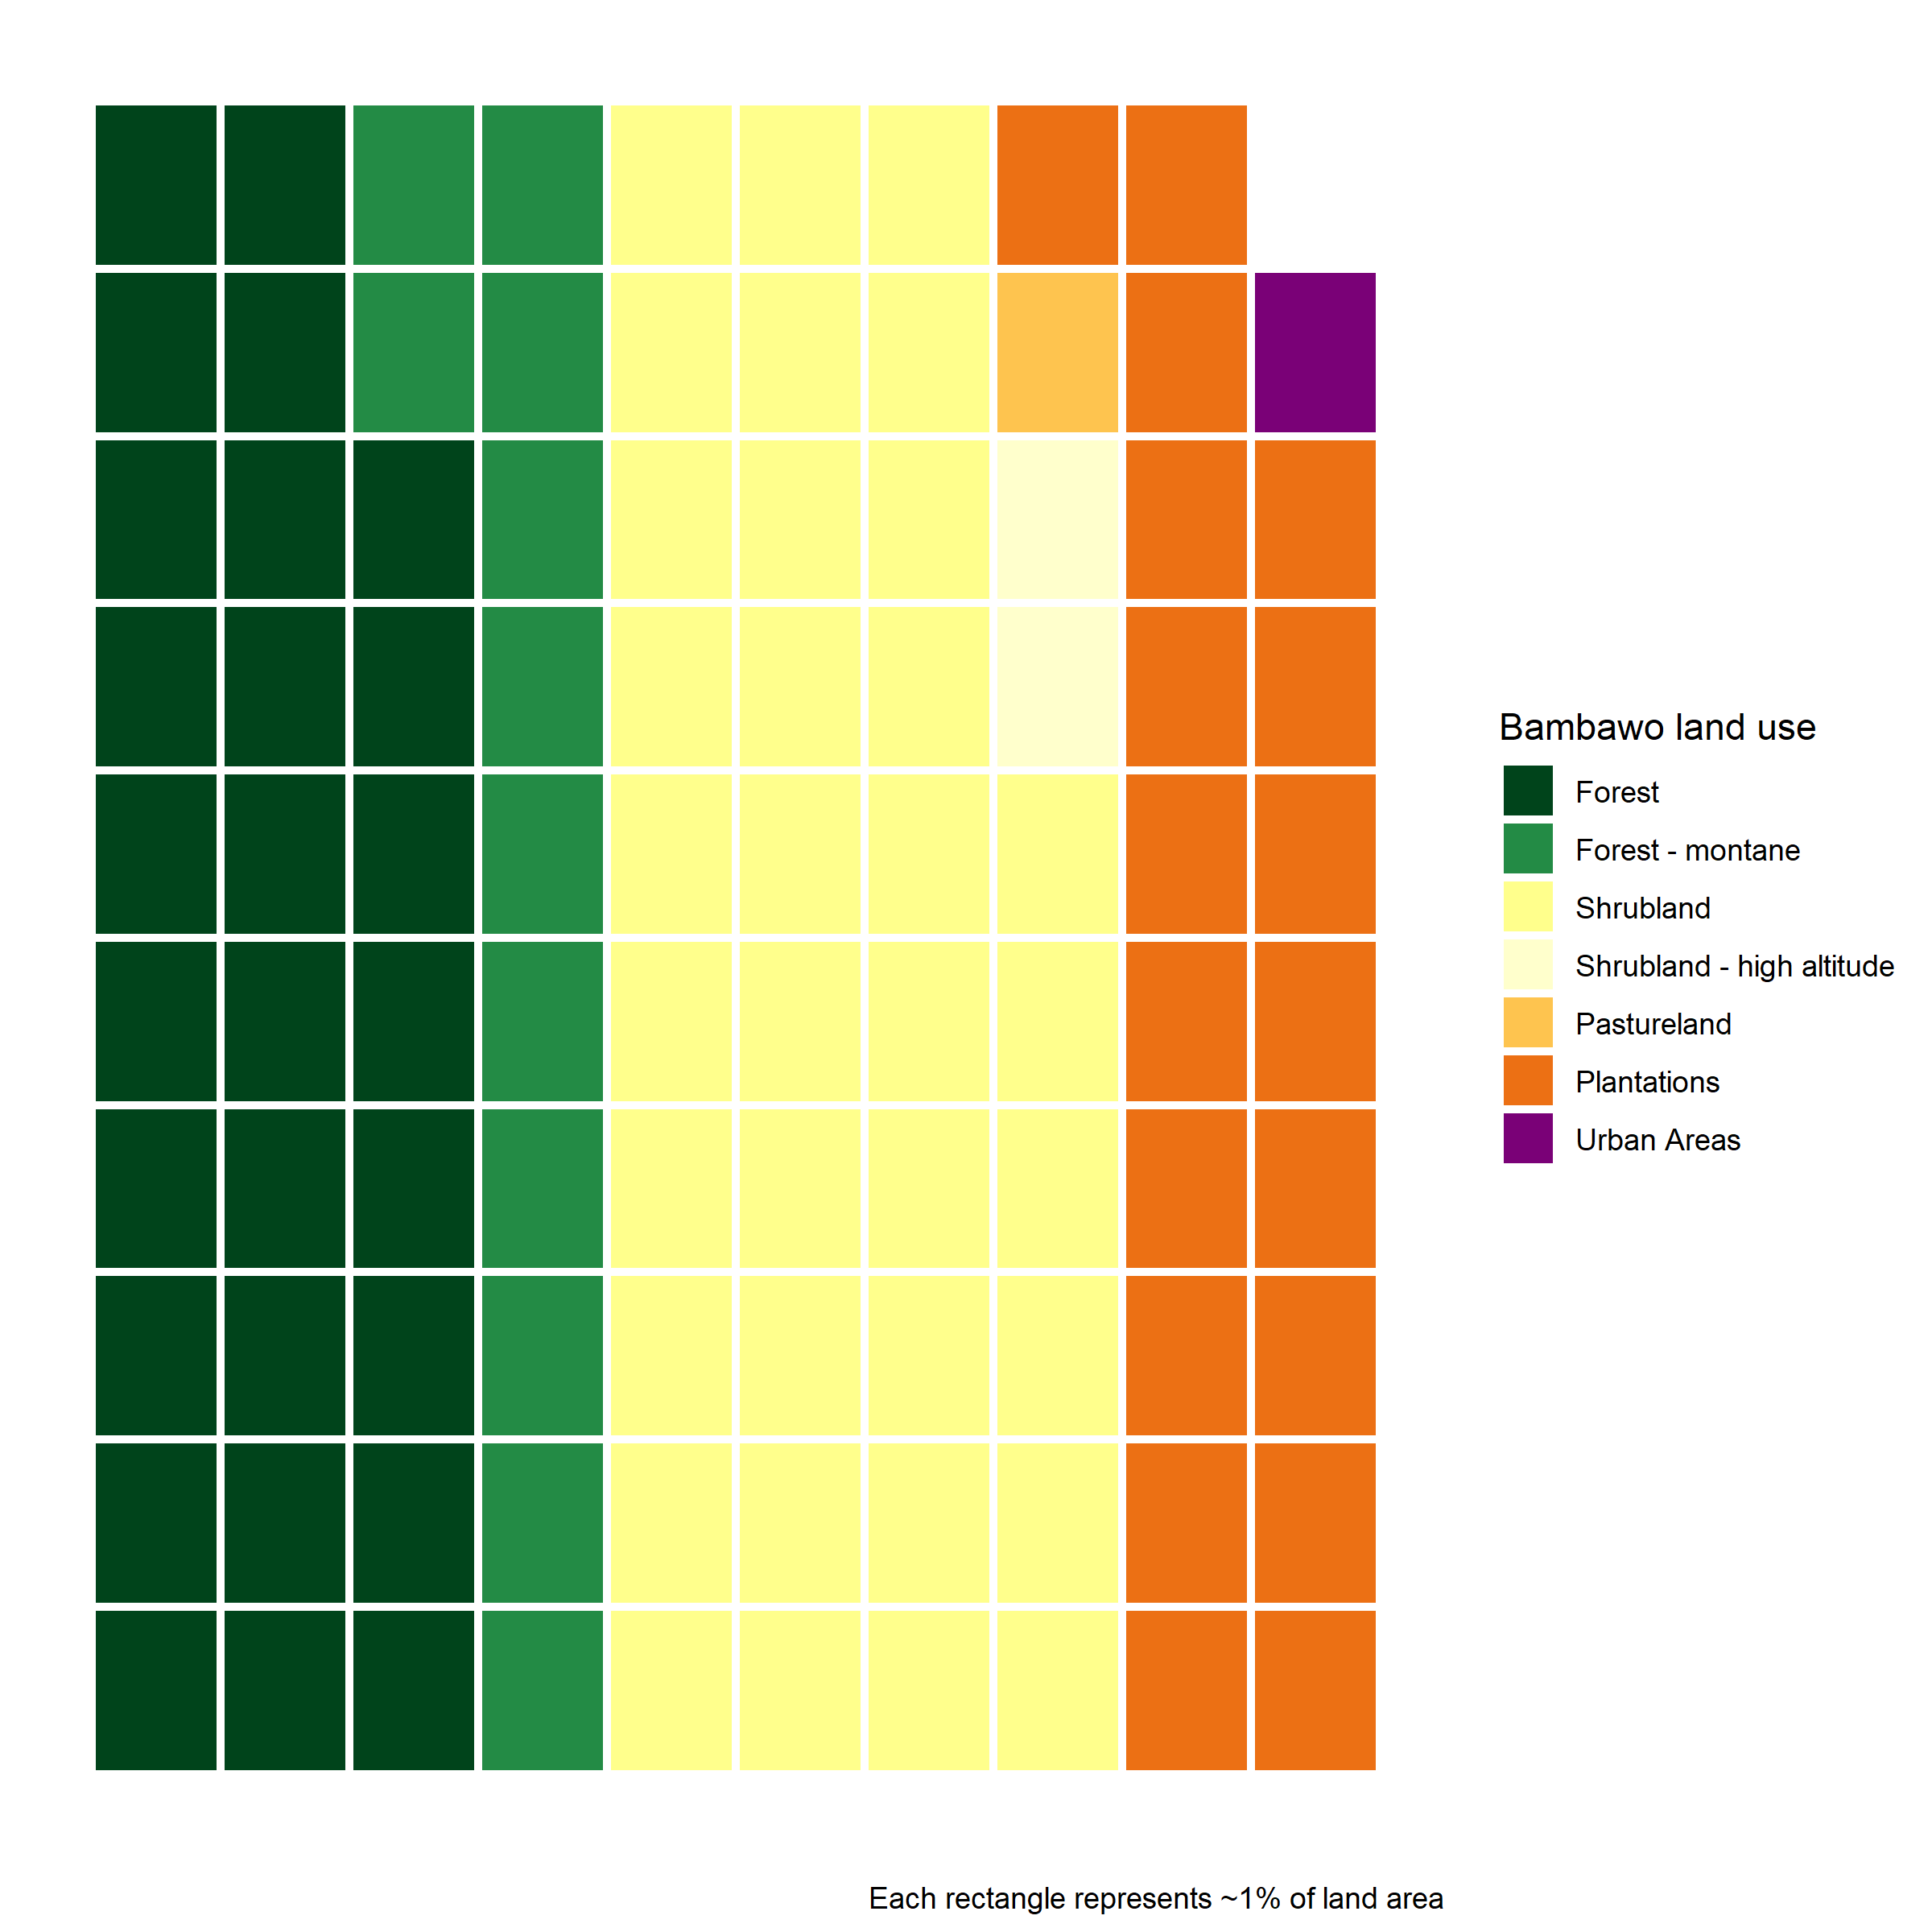 Bambawo land use
Forest
Forest - montane
Shrubland
Shrubland - high altitude
Pastureland
Plantations
Urban Areas
Each rectangle represents ~1% of land area